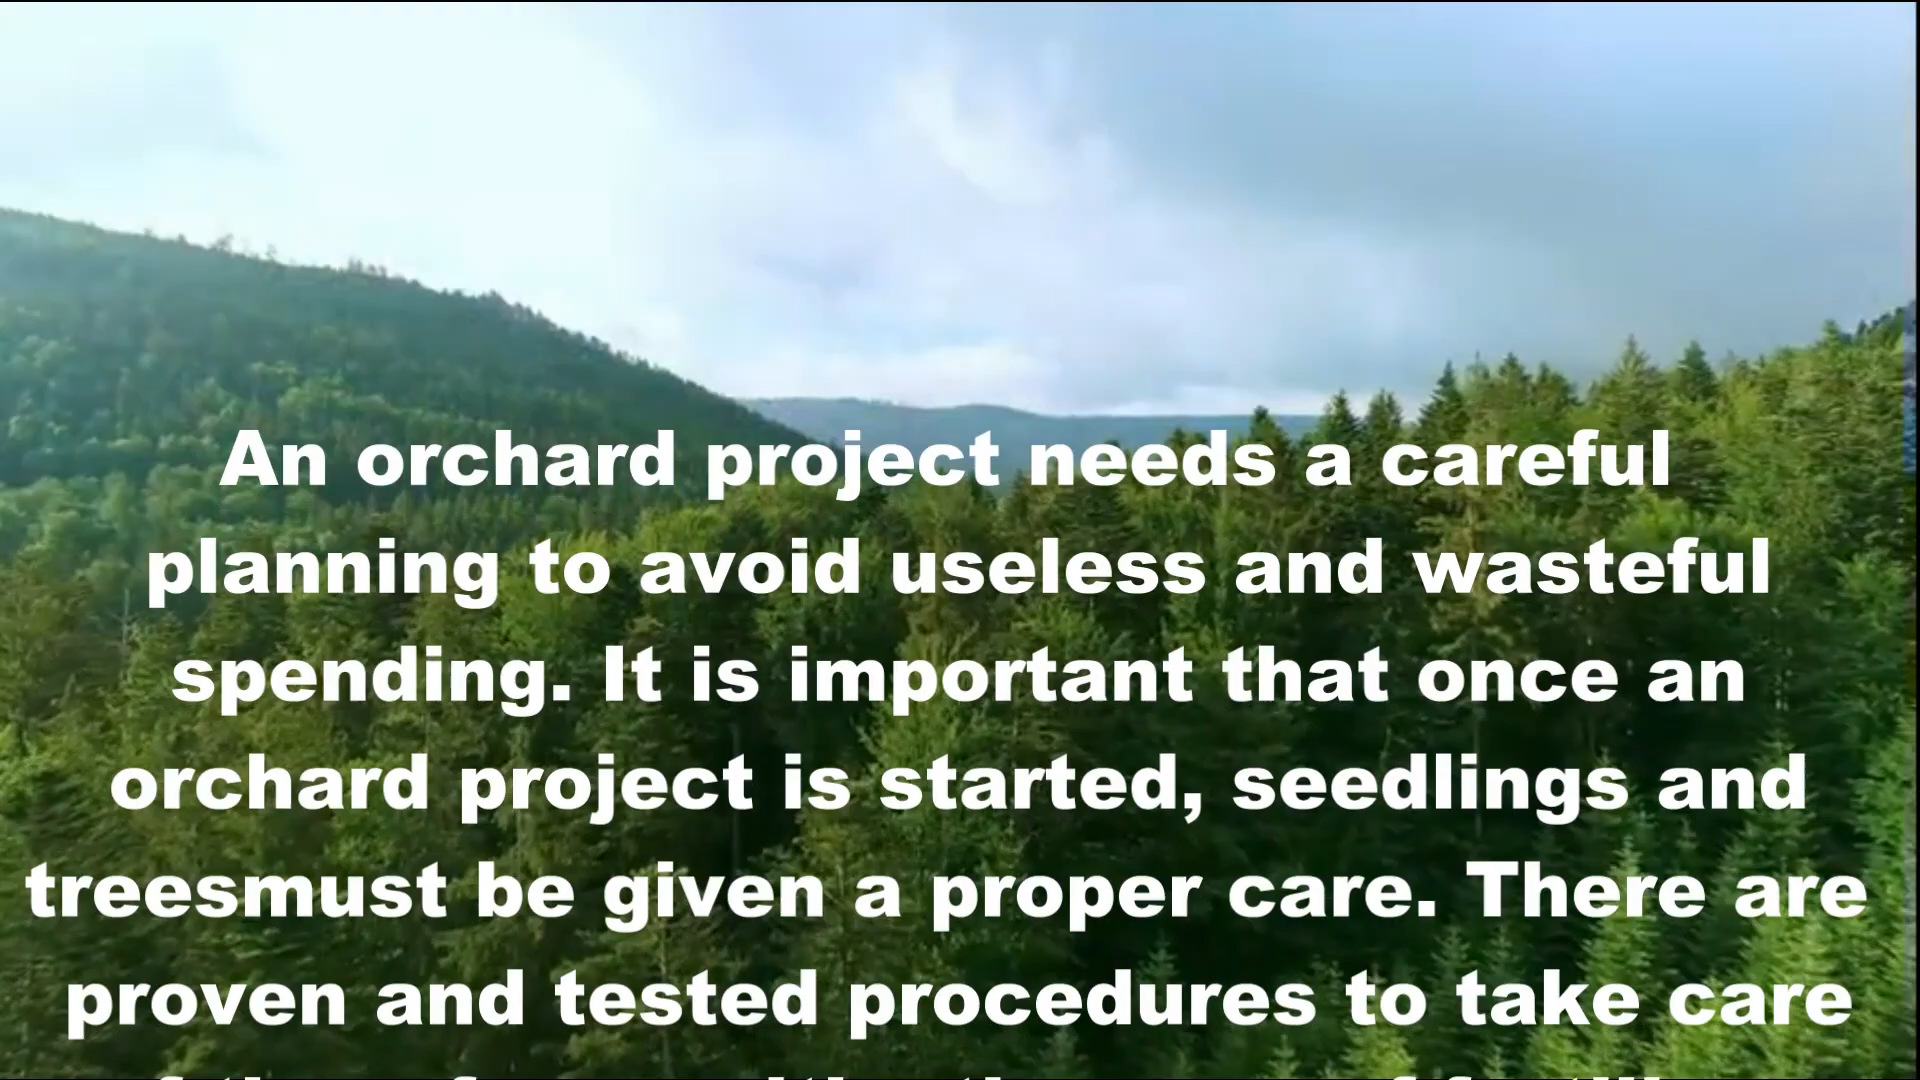 An orchard project needs a careful
planning to avoid useless and wasteful
spending. It is important that once an
orchard project is started, seedlings and
treesmust be given a proper care. There are
proven and tested procedures to take care